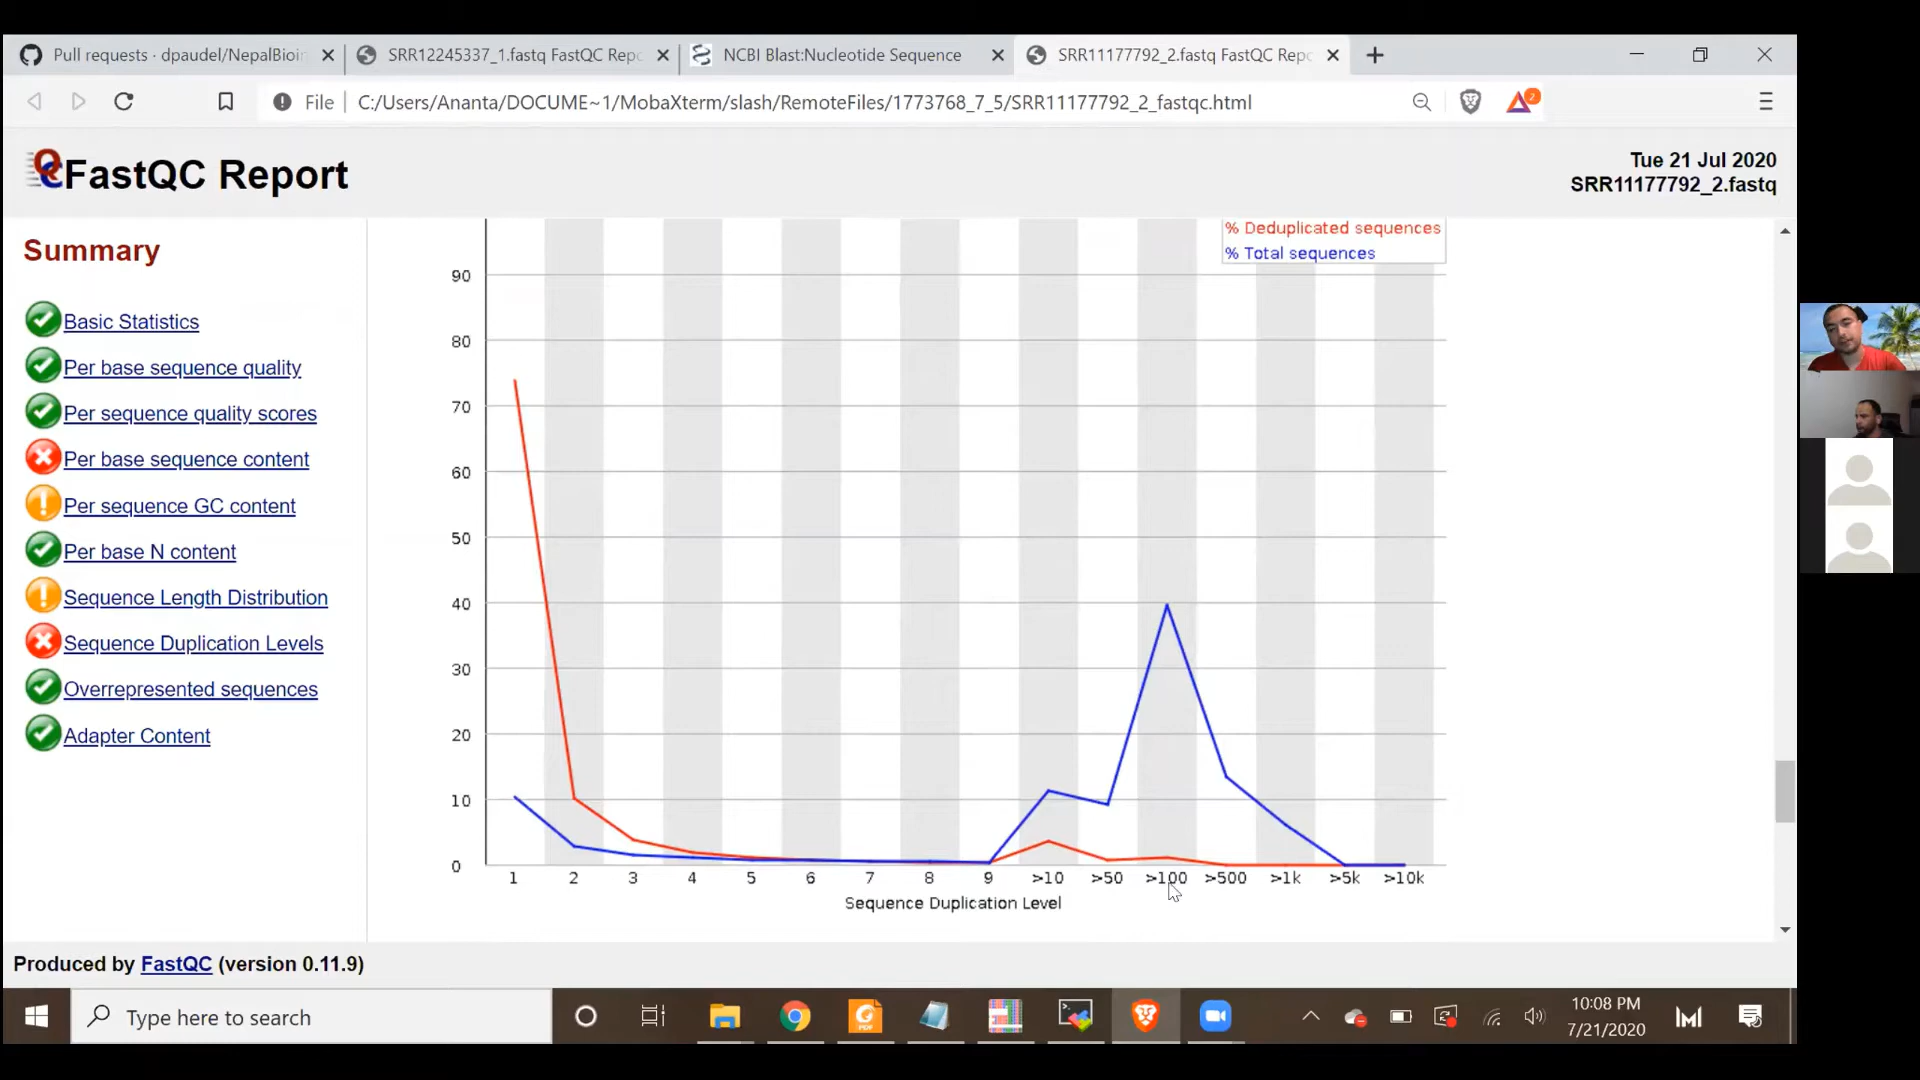 Pull requests · dpaudel/NepalBioin
SRR12245337_1.fastq FastQC Repo
NCBI Blast:Nucleotide Sequence
SRR11177792_2.fastq FastQC Repo
File
C:/Users/Ananta/DOCUME~1/MobaXterm/slash/RemoteFiles/1773768_7_5/SRR11177792_2_fastqc.html
2
FastQC Report
Tue 21 Jul 2020
SRR11177792_2.fastq
Summary
Basic Statistics
Per base sequence quality
Per sequence quality scores
Per base sequence content
Per sequence GC content
Per base N content
Sequence Length Distribution
Sequence Duplication Levels
Overrepresented sequences
Adapter Content
% Deduplicated sequences
% Total sequences
90
80
70
60
50
40
30
20
10
0
1 2 3 4 5 6 7 8 9 >10 >50 >100 >500 >1k >5k >10k
Sequence Duplication Level
Produced by FastQC (version 0.11.9)
Type here to search
10:08 PM
7/21/2020